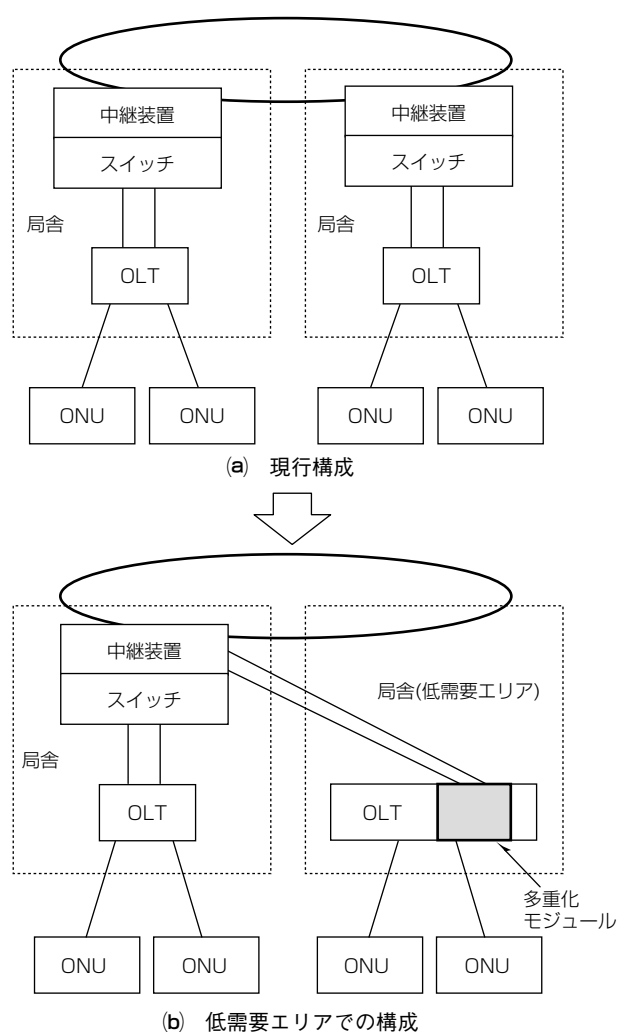 中継装置
スイッチ
局舎
OLT
ONU
ONU
中継装置
スイッチ
局舎
OLT
ONU
ONU
(a) 現行構成
中継装置
スイッチ
局舎
OLT
ONU
ONU
局舎(低需要エリア)
OLT
多重化
モジュール
ONU
ONU
(b) 低需要エリアでの構成